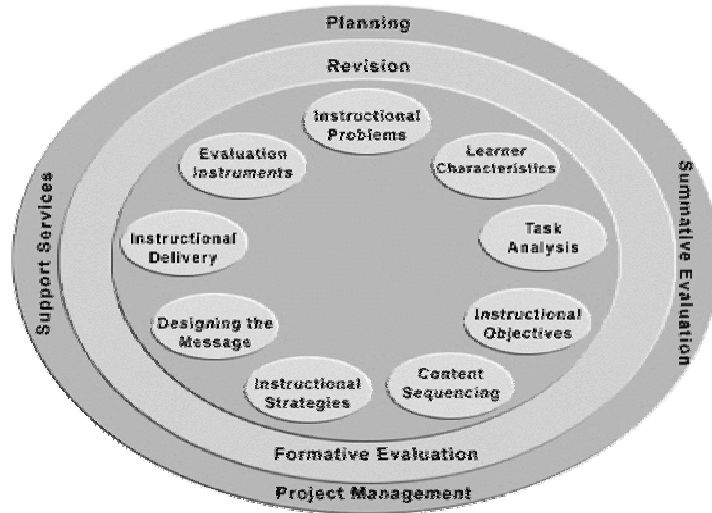 Planning
Revision
Instructional
Problems
Evaluation
Instruments
Learner
Characteristics
Support Services
Summative Evaluation
Instructional
Delivery
Task
Analysis
Designing the
Message
Instructional
Objectives
Instructional
Strategies
Content
Sequencing
Formative Evaluation
Project Management